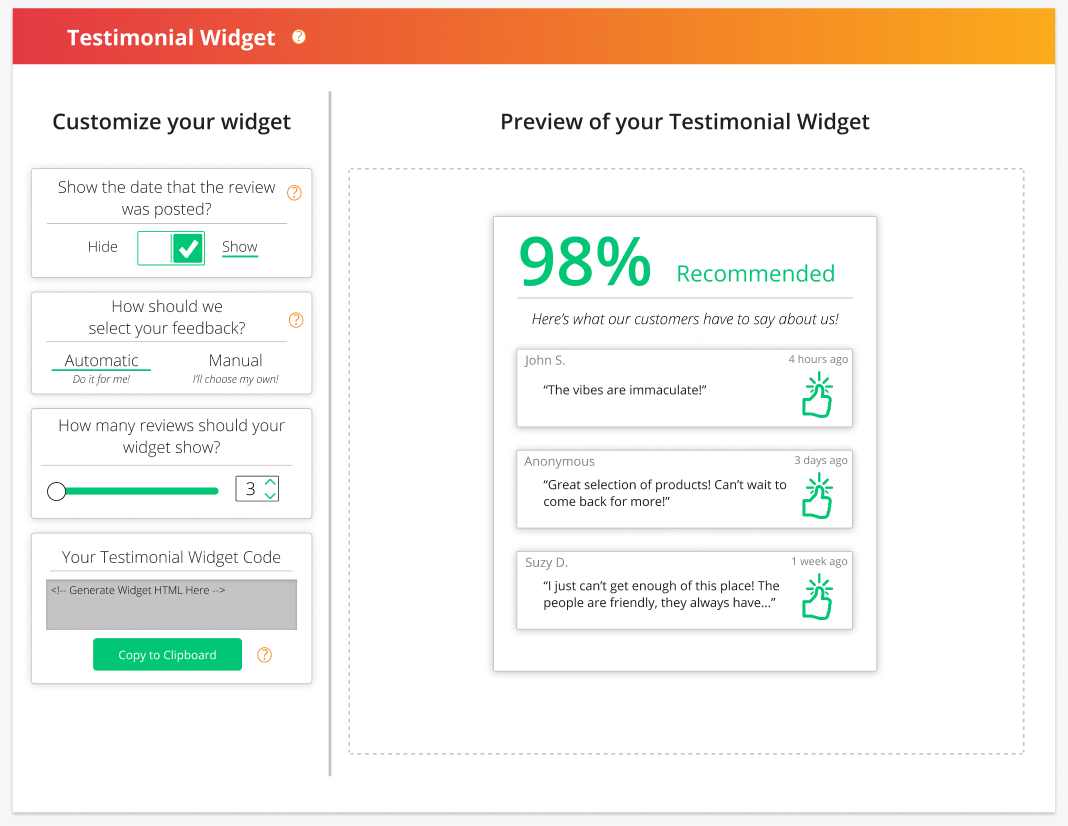 Testimonial Widget ?
Customize your widget
Show the date that the review
was posted?
?
Hide
Show
How should we
select your feedback?
?
Automatic
Do it for me!
Manual
I'll choose my own!
How many reviews should your
widget show?
3
Your Testimonial Widget Code
<!-- Generate Widget HTML Here -->
Copy to Clipboard
?
Preview of your Testimonial Widget
98% Recommended
Here's what our customers have to say about us!
John S.
4 hours ago
“The vibes are immaculate!”
Anonymous
3 days ago
“Great selection of products! Can't wait to
come back for more!”
Suzy D.
1 week ago
“I just can't get enough of this place! The
people are friendly, they always have...”